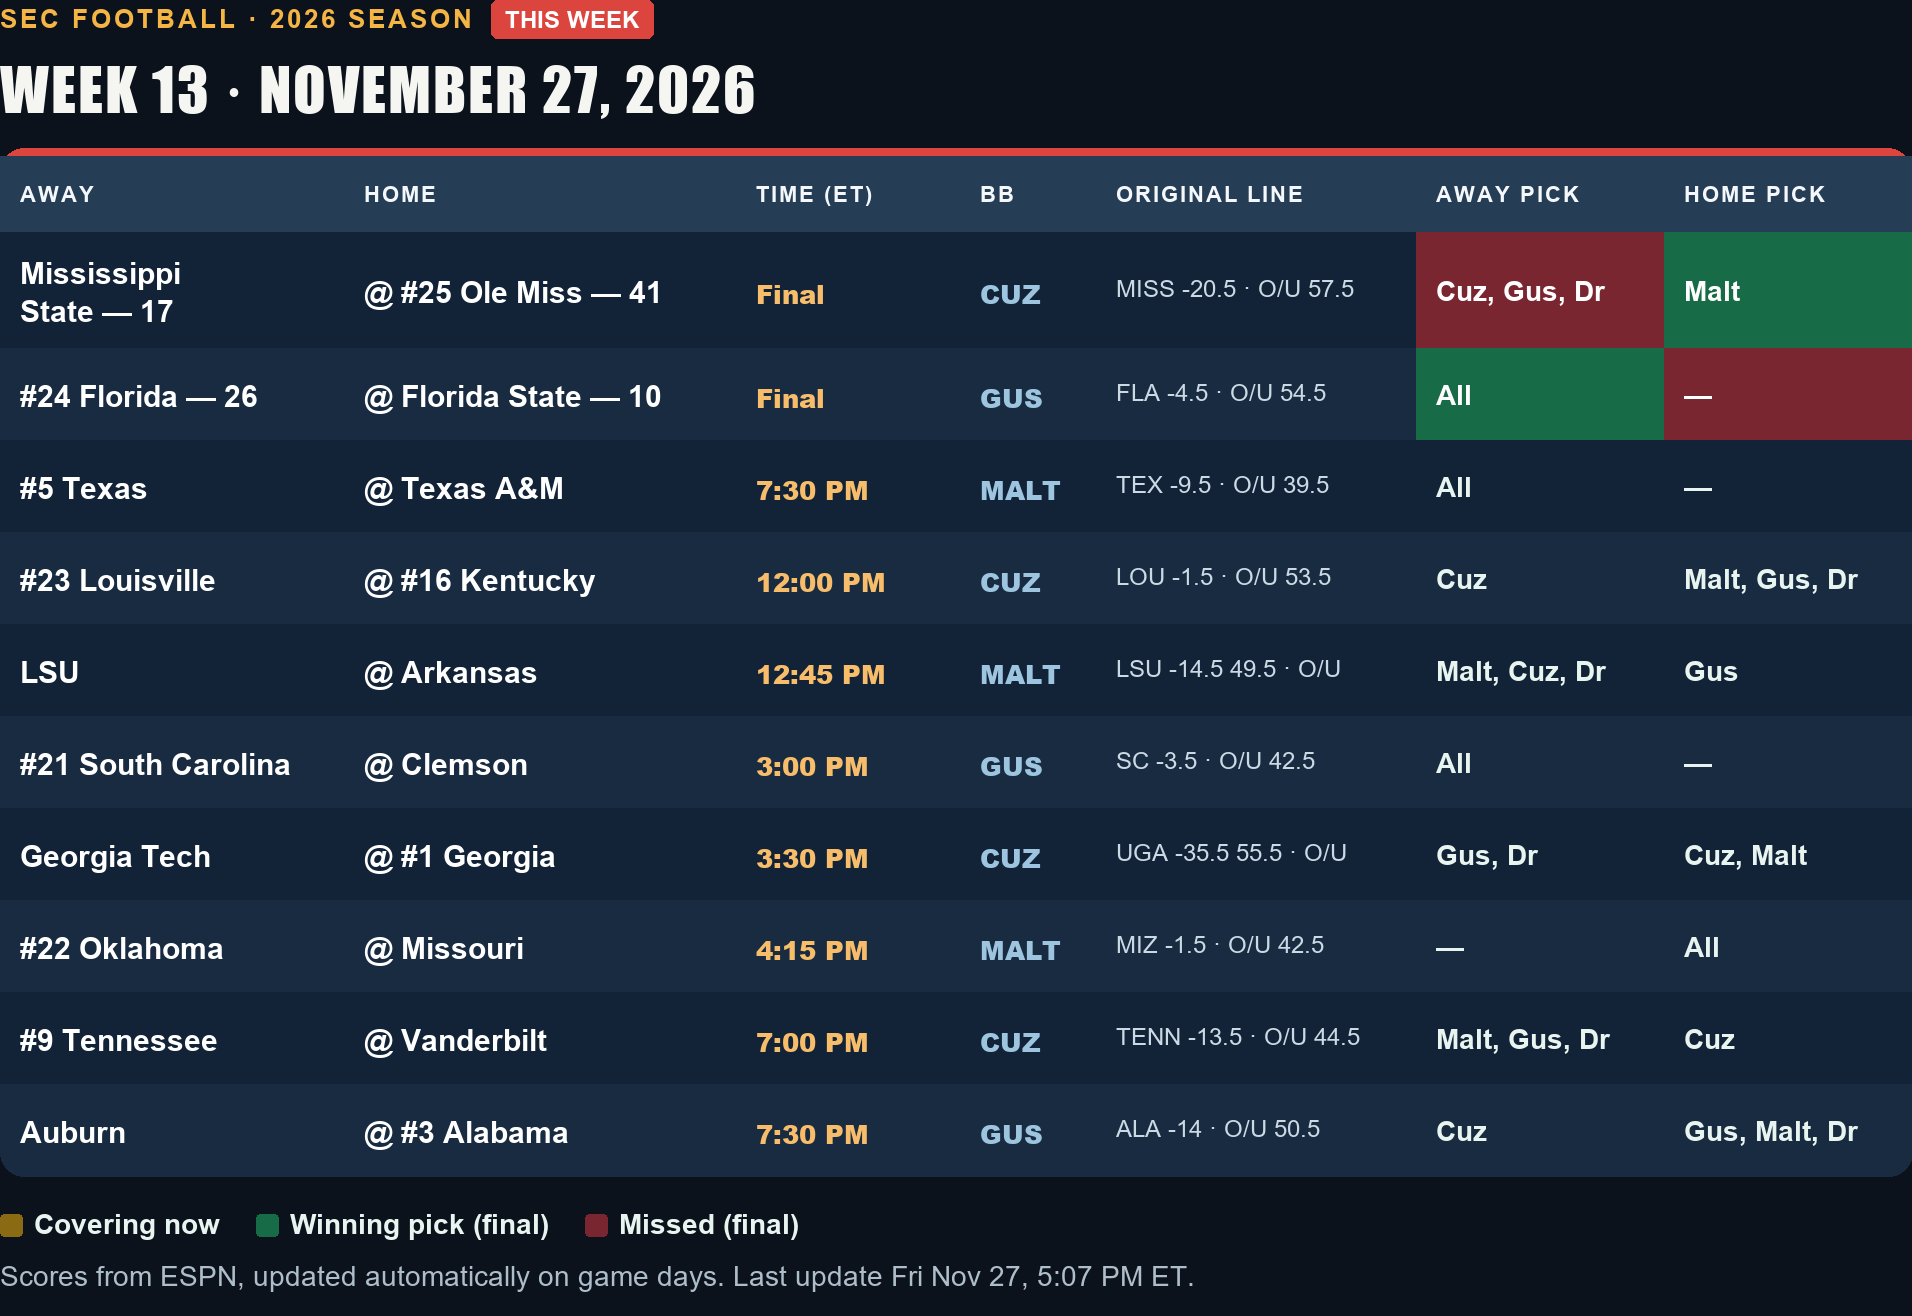 SEC FOOTBALL · 2026 SEASON THIS WEEK
WEEK 13 · NOVEMBER 27, 2026
AWAY HOME TIME (ET) BB ORIGINAL LINE AWAY PICK HOME PICK
Mississippi
State — 17 @ #25 Ole Miss — 41 Final CUZ MISS -20.5 · O/U 57.5 Cuz, Gus, Dr Malt
#24 Florida — 26 @ Florida State — 10 Final GUS FLA -4.5 · O/U 54.5 All —
#5 Texas @ Texas A&M 7:30 PM MALT TEX -9.5 · O/U 39.5 All —
#23 Louisville @ #16 Kentucky 12:00 PM CUZ LOU -1.5 · O/U 53.5 Cuz Malt, Gus, Dr
LSU @ Arkansas 12:45 PM MALT LSU -14.5 49.5 · O/U Malt, Cuz, Dr Gus
#21 South Carolina @ Clemson 3:00 PM GUS SC -3.5 · O/U 42.5 All —
Georgia Tech @ #1 Georgia 3:30 PM CUZ UGA -35.5 55.5 · O/U Gus, Dr Cuz, Malt
#22 Oklahoma @ Missouri 4:15 PM MALT MIZ -1.5 · O/U 42.5 — All
#9 Tennessee @ Vanderbilt 7:00 PM CUZ TENN -13.5 · O/U 44.5 Malt, Gus, Dr Cuz
Auburn @ #3 Alabama 7:30 PM GUS ALA -14 · O/U 50.5 Cuz Gus, Malt, Dr
Covering now Winning pick (final) Missed (final)
Scores from ESPN, updated automatically on game days. Last update Fri Nov 27, 5:07 PM ET.